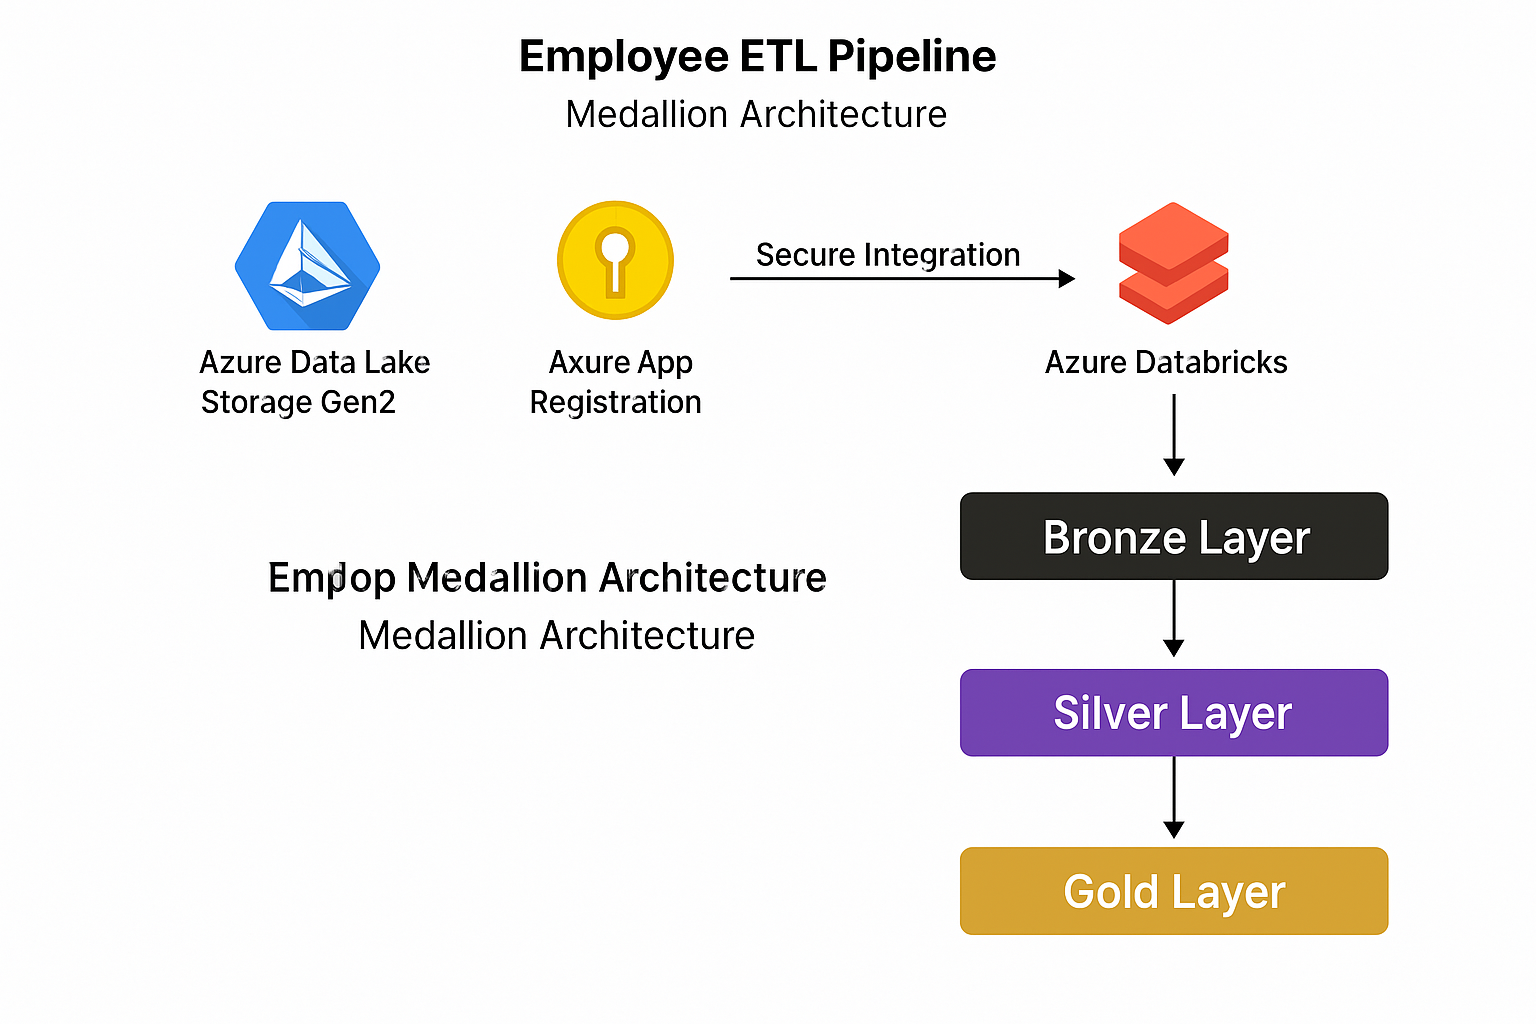 Employee ETL Pipeline
Medallion Architecture
Secure Integration
Azure Data Lake
Storage Gen2
Axure App
Registration
Azure Databricks
Bronze Layer
Empdop Medallion Architecture
Medallion Architecture
Silver Layer
Gold Layer